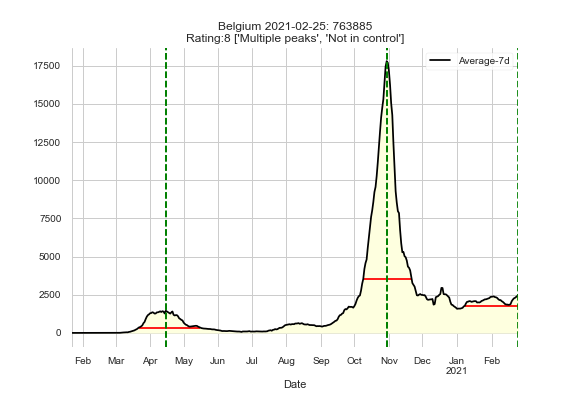 Belgium 2021-02-25: 763885
Rating:8 ['Multiple peaks', 'Not in control']
Average-7d
17500
15000
12500
10000
7500
5000
2500
0
Feb Mar Apr May Jun Jul Aug Sep Oct Nov Dec Jan Feb
2021
Date